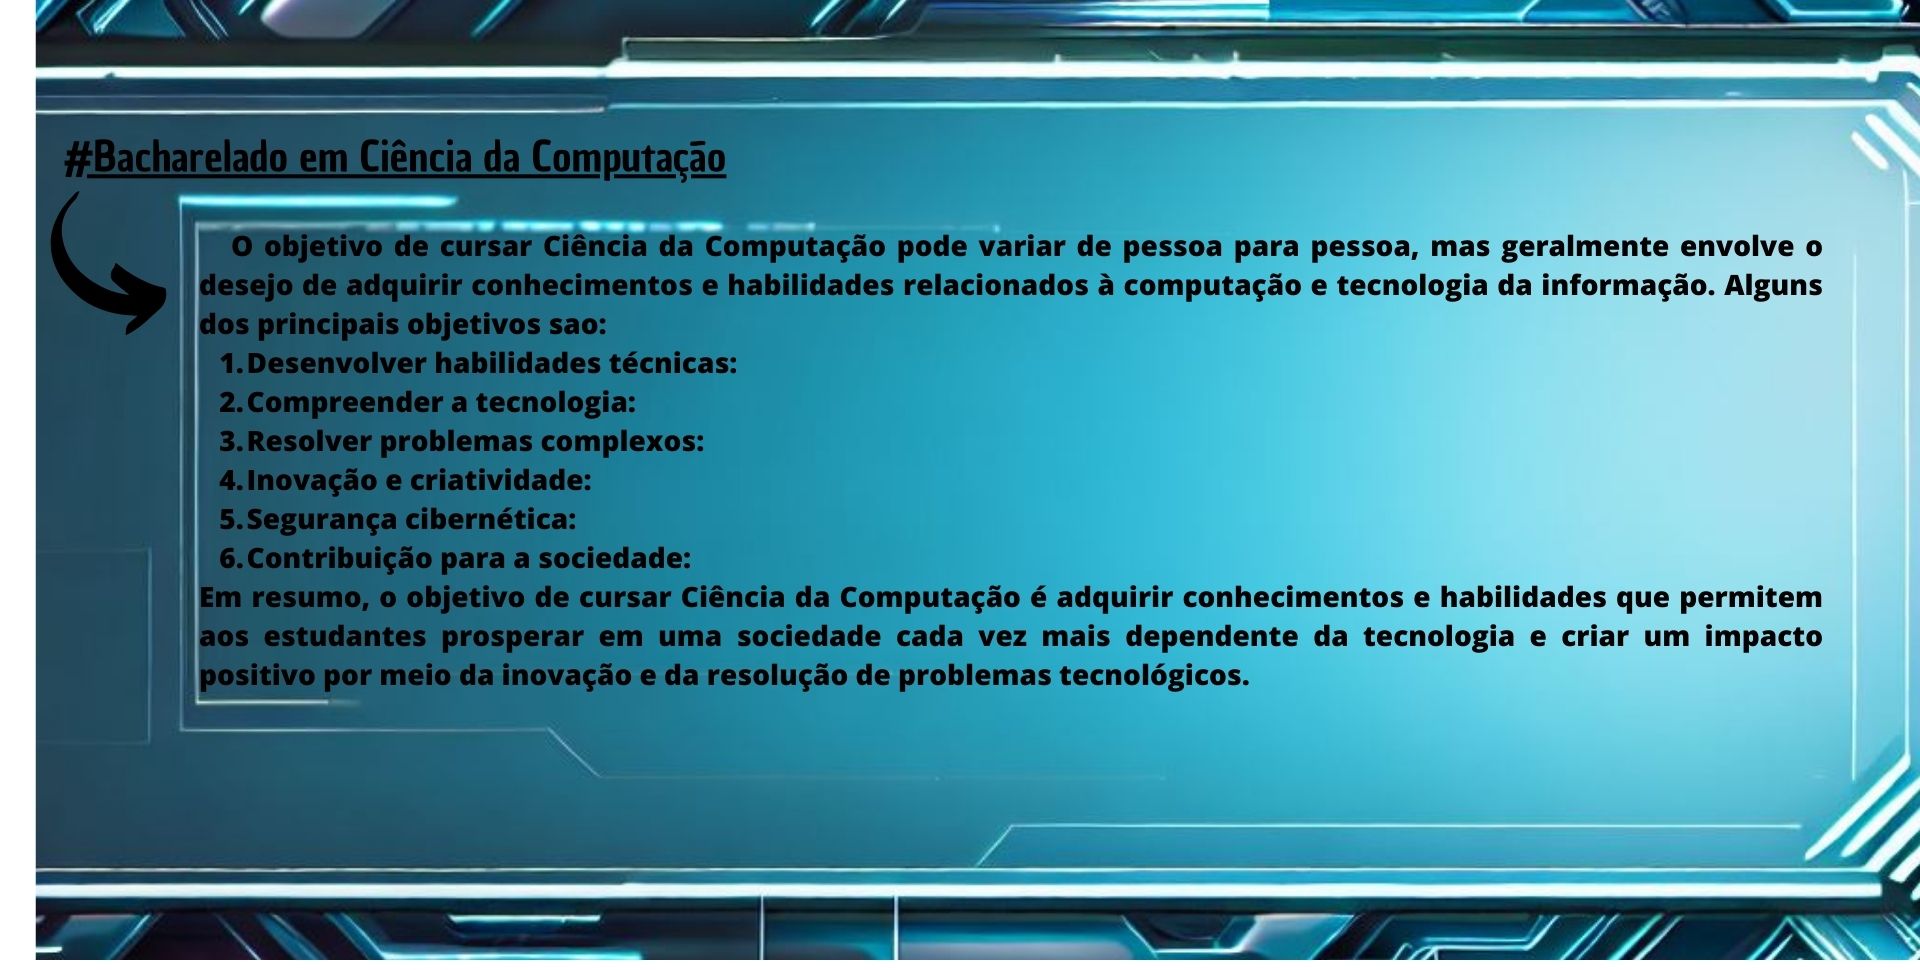 #Bacharelado em Ciência da Computação
O objetivo de cursar Ciência da Computação pode variar de pessoa para pessoa, mas geralmente envolve o
desejo de adquirir conhecimentos e habilidades relacionados à computação e tecnologia da informação. Alguns
dos principais objetivos sao:
1.Desenvolver habilidades técnicas:
2.Compreender a tecnologia:
3.Resolver problemas complexos:
4.Inovação e criatividade:
5.Segurança cibernética:
6.Contribuição para a sociedade:
Em resumo, o objetivo de cursar Ciência da Computação é adquirir conhecimentos e habilidades que permitem
aos estudantes prosperar em uma sociedade cada vez mais dependente da tecnologia e criar um impacto
positivo por meio da inovação e da resolução de problemas tecnológicos.